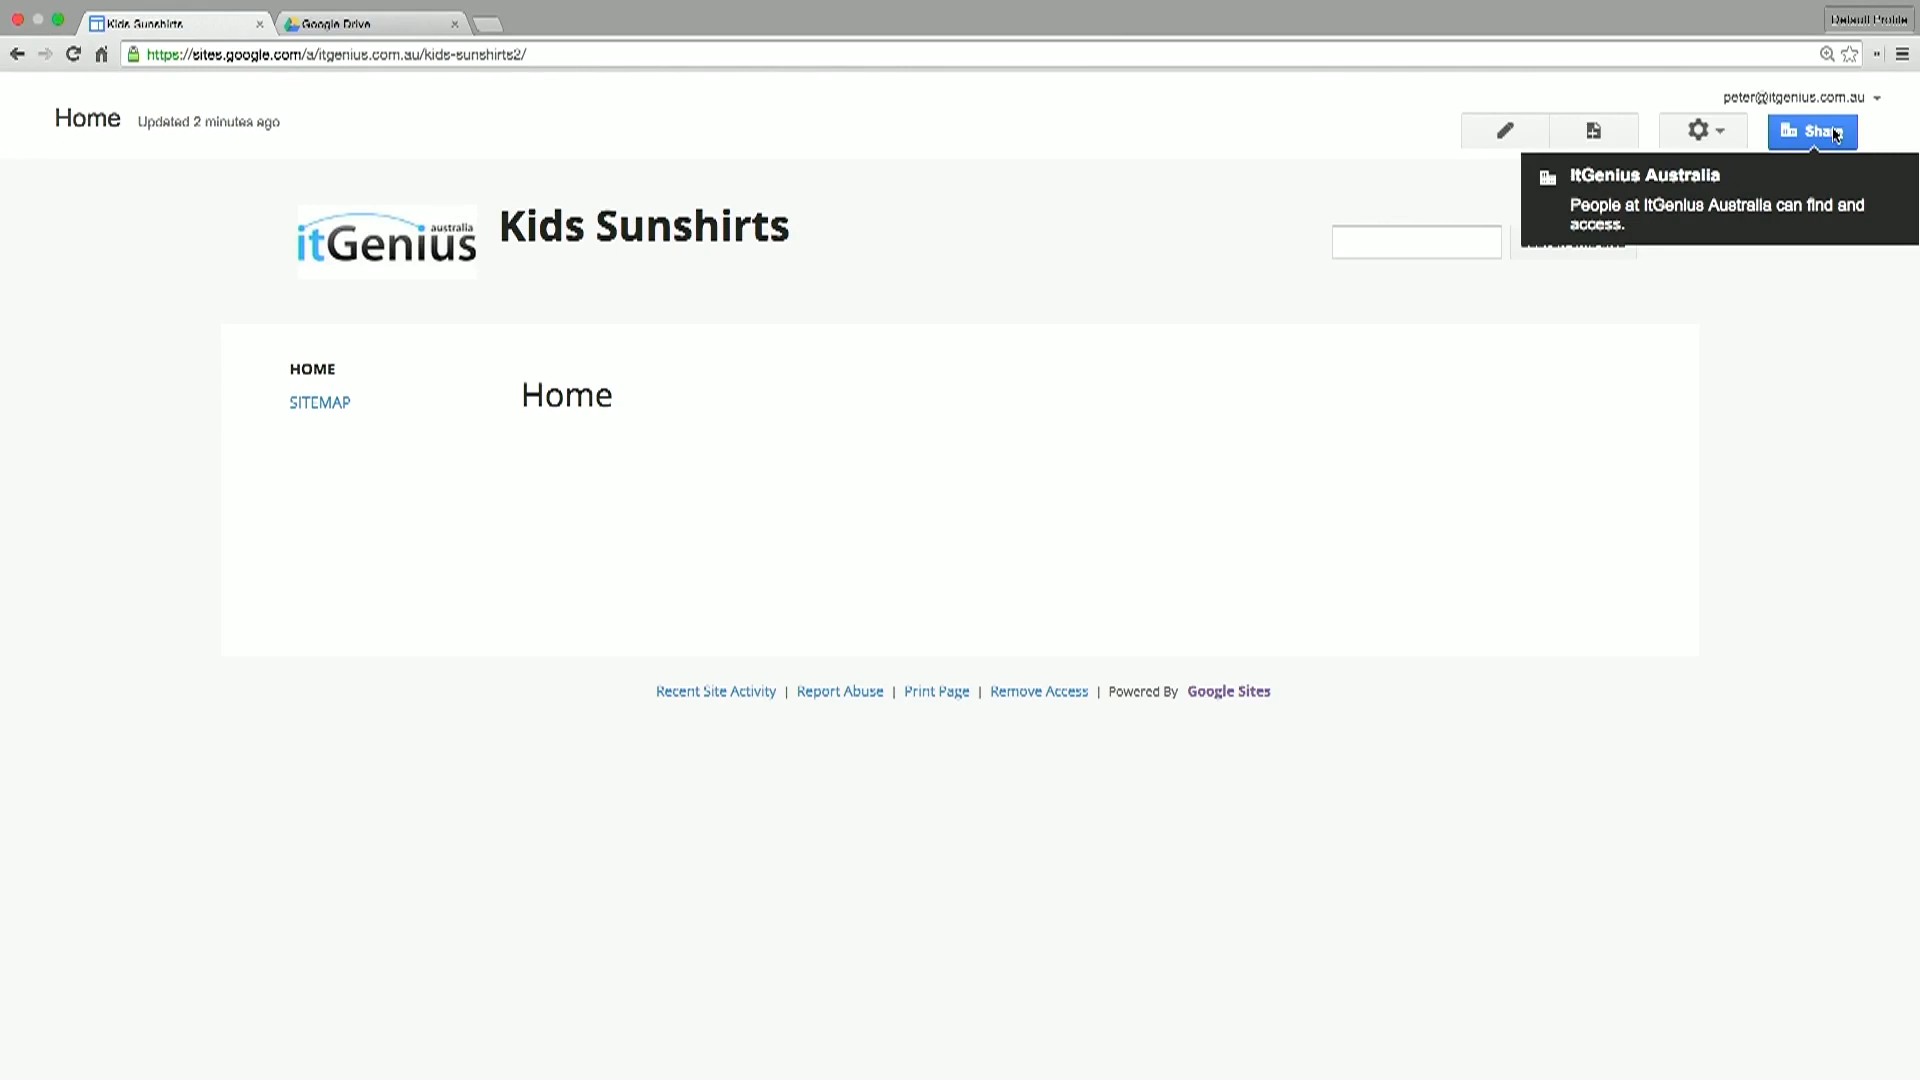 Kids Sunshirts
Google Drive
Default Profile
https://sites.google.com/a/itgenius.com.au/kids-sunshirts2/
peter@itgenius.com.au
Home Updated 2 minutes ago
Share
ItGenius Australia
People at ItGenius Australia can find and
access.
australia
itGenius
Kids Sunshirts
HOME
SITEMAP
Home
Recent Site Activity | Report Abuse | Print Page | Remove Access | Powered By Google Sites